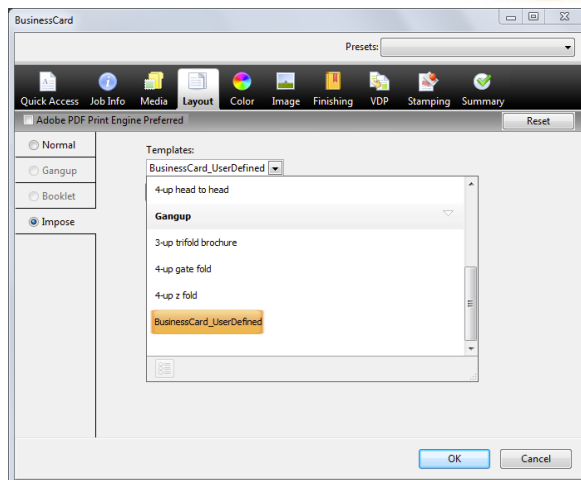 BusinessCard
Presets:
Quick Access Job Info Media Layout Color Image Finishing VDP Stamping Summary
Adobe PDF Print Engine Preferred Reset
Normal
Gangup
Booklet
Impose
Templates:
BusinessCard_UserDefined
4-up head to head
Gangup
3-up trifold brochure
4-up gate fold
4-up z fold
BusinessCard_UserDefined
OK Cancel